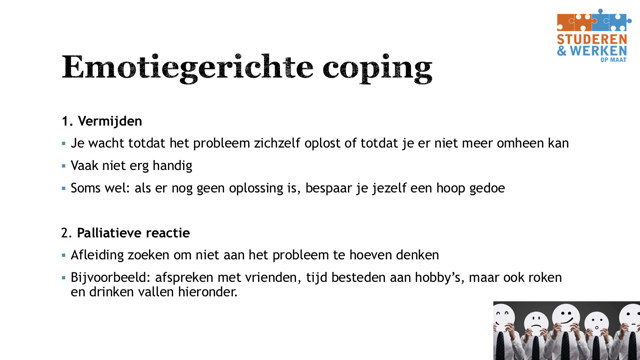 STUDEREN
& WERKEN
OP MAAT
Emotiegerichte coping
1. Vermijden
▪ Je wacht totdat het probleem zichzelf oplost of totdat je er niet meer omheen kan
▪ Vaak niet erg handig
▪ Soms wel: als er nog geen oplossing is, bespaar je jezelf een hoop gedoe
2. Palliatieve reactie
▪ Afleiding zoeken om niet aan het probleem te hoeven denken
▪ Bijvoorbeeld: afspreken met vrienden, tijd besteden aan hobby’s, maar ook roken
en drinken vallen hieronder.